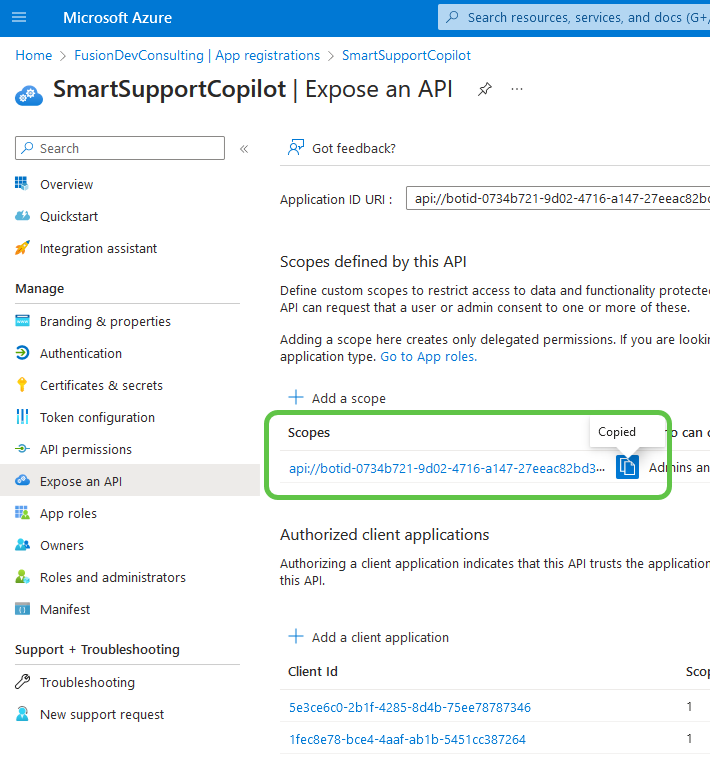 Microsoft Azure
Search resources, services, and docs (G+/
Home > FusionDevConsulting | App registrations > SmartSupportCopilot
SmartSupportCopilot | Expose an API
Search
Got feedback?
Overview
Quickstart
Integration assistant
Manage
Branding & properties
Authentication
Certificates & secrets
Token configuration
API permissions
Expose an API
App roles
Owners
Roles and administrators
Manifest
Support + Troubleshooting
Troubleshooting
New support request
Application ID URI :
api://botid-0734b721-9d02-4716-a147-27eeac82bd
Scopes defined by this API
Define custom scopes to restrict access to data and functionality protected
API can request that a user or admin consent to one or more of these.
Adding a scope here creates only delegated permissions. If you are looking
application type. Go to App roles.
Add a scope
Scopes
Copied
o can c
api://botid-0734b721-9d02-4716-a147-27eeac82bd3...
Admins an
Authorized client applications
Authorizing a client application indicates that this API trusts the application
this API.
Add a client application
Client Id
Scop
5e3ce6c0-2b1f-4285-8d4b-75ee78787346
1
1fec8e78-bce4-4aaf-ab1b-5451cc387264
1